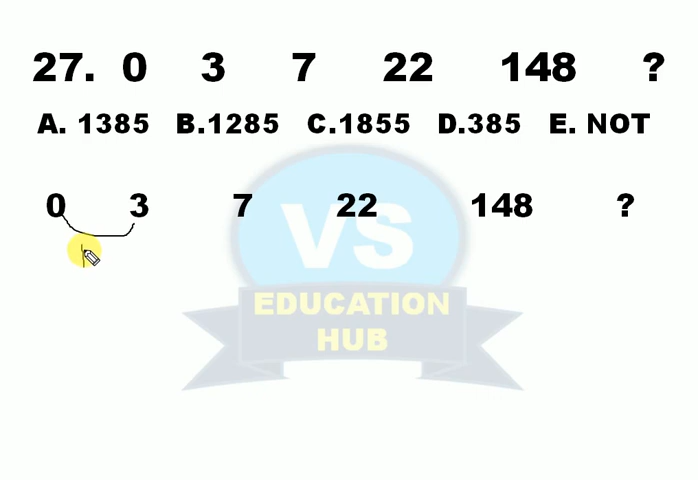 27. 0 3 7 22 148 ?
A. 1385 B.1285 C.1855 D.385 E. NOT
0 3 7 22 148 ?
VS
EDUCATION
HUB